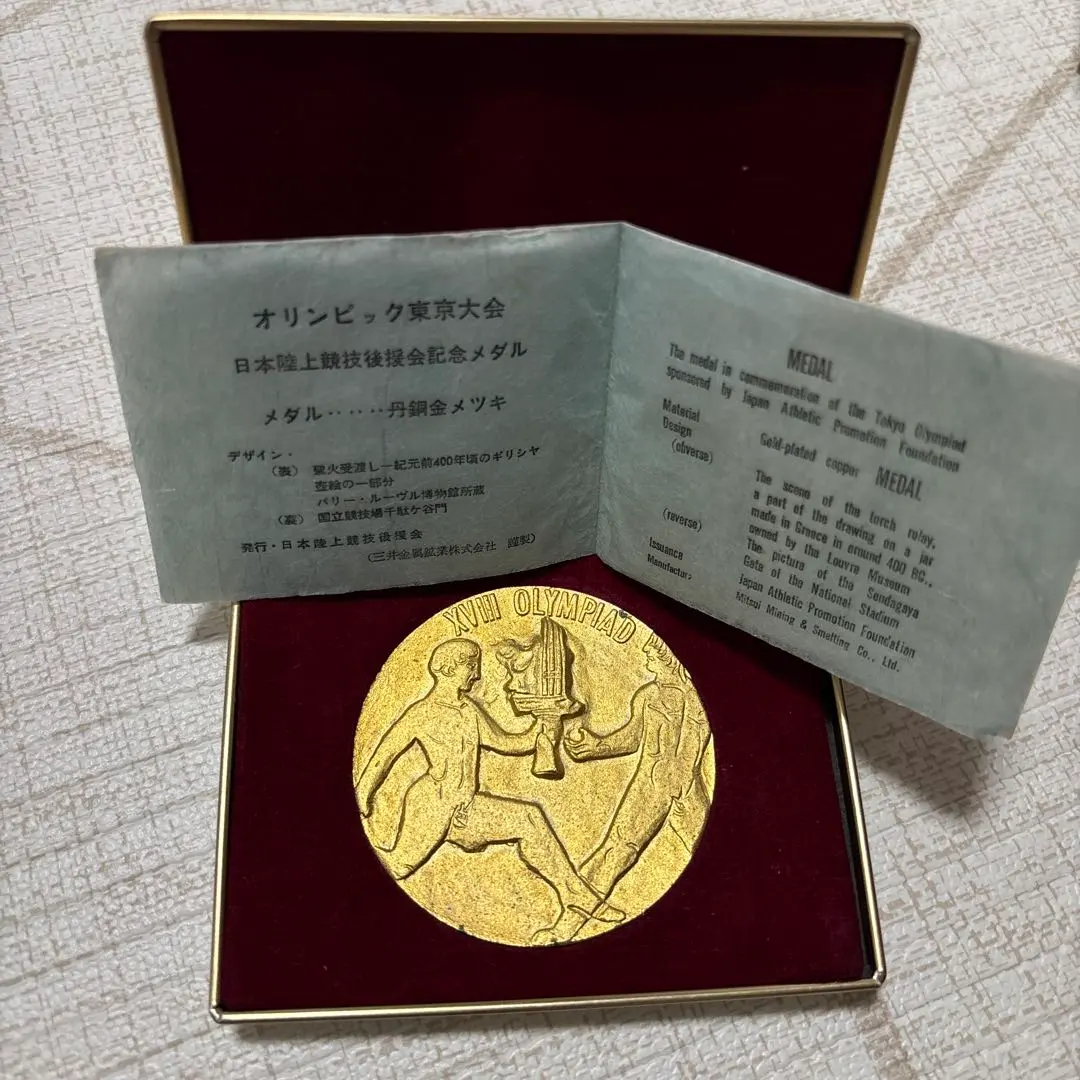 オリンピック東京大会
日本陸上競技後援会記念メダル
メダル‥‥‥丹銅金メツキ
デザイン・
（表） 聖火受渡し―紀元前400年頃のギリシヤ
壺絵の一部分
パリー・ルーヴル博物館所蔵
（裏） 国立競技場千駄ケ谷門
発行・日本陸上競技後援会
（三井金属鉱業株式会社 謹製）
MEDAL
The medal in commemoration of the Tokyo Olympiad
sponsored by Japan Athletic Promotion Foundation
Material Gold-plated copper MEDAL
Design
(obverse) The scene of the torch relay,
a part of the drawing on a jar
made in Greece in around 400 BC.,
owned by the Louvre Museum
(reverse) The picture of the Sendagaya
Gate of the National Stadium
Issuance Japan Athletic Promotion Foundation
Manufacture Mitsui Mining & Smelting Co., Ltd.
XVIII OLYMPIAD